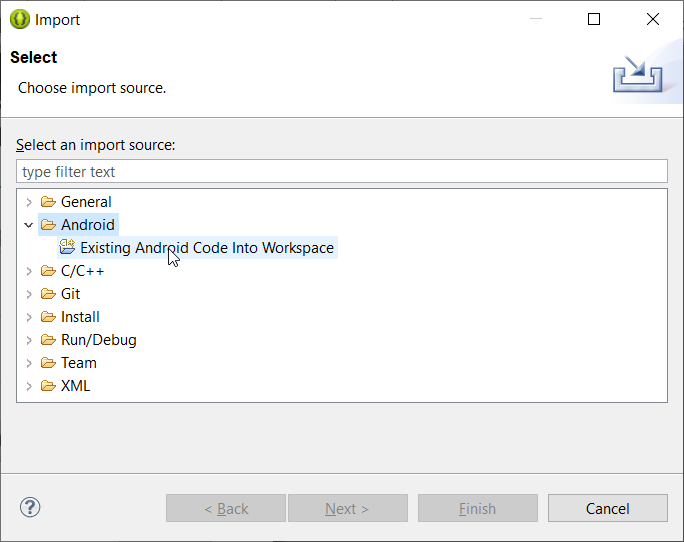 Import
Select
Choose import source.
Select an import source:
type filter text
General
Android
Existing Android Code Into Workspace
C/C++
Git
Install
Run/Debug
Team
XML
?
< Back
Next >
Finish
Cancel